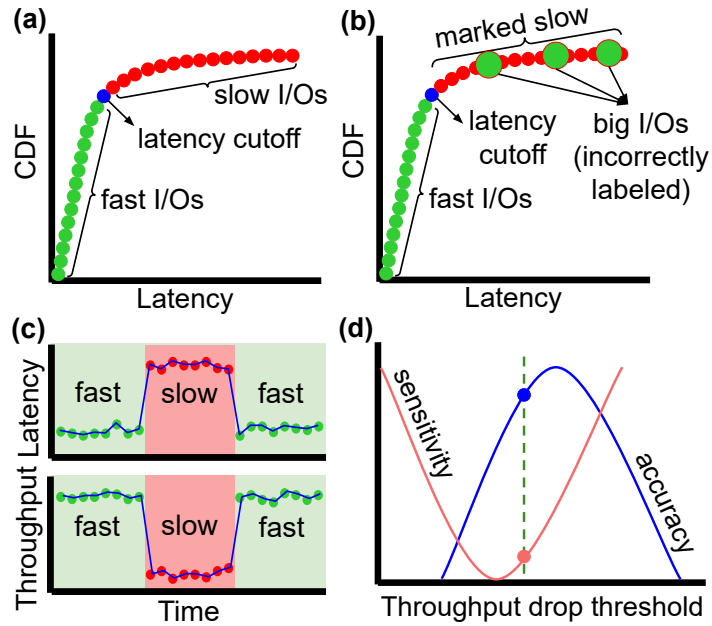 (a)
CDF
slow I/Os
latency cutoff
fast I/Os
Latency
(b)
CDF
marked slow
latency
cutoff
big I/Os
(incorrectly
labeled)
fast I/Os
Latency
(c)
Latency
fast
slow
fast
Throughput
fast
slow
fast
Time
(d)
sensitivity
accuracy
Throughput drop threshold